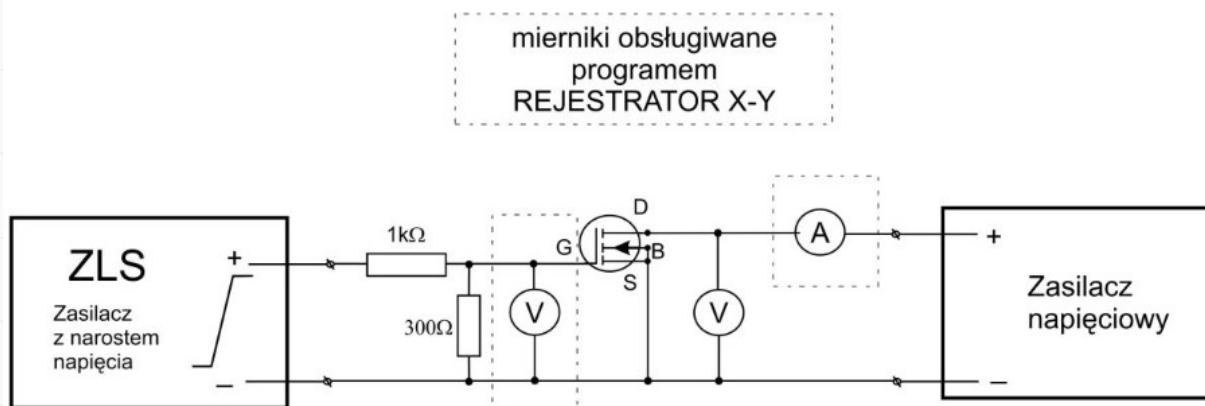 mierniki obsługiwane
programem
REJESTRATOR X-Y
ZLS
Zasilacz
z narostem
napięcia
+
–
1kΩ
300Ω
V
G
D
B
S
V
A
+
–
Zasilacz
napięciowy